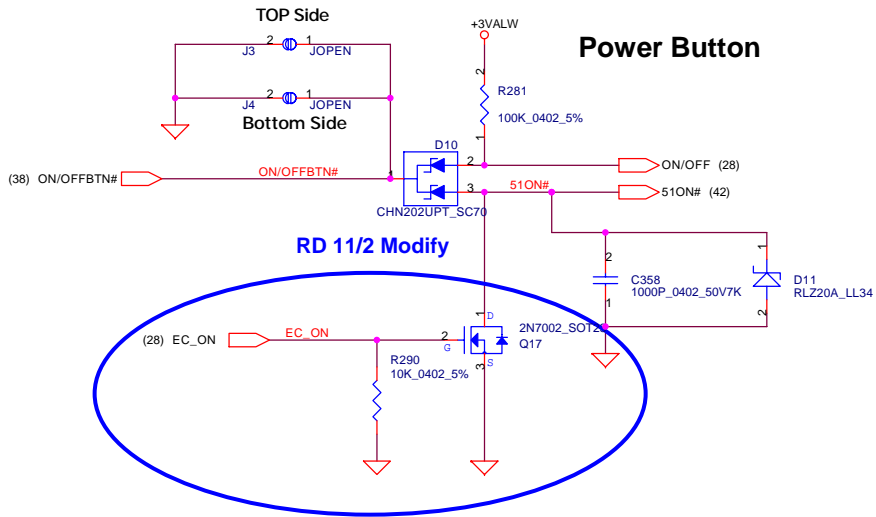 TOP Side
+3VALW
Power Button
2 1
J3 JOPEN
2
R281
100K_0402_5%
1
2 1
J4 JOPEN
Bottom Side
D10
(38) ON/OFFBTN# ON/OFFBTN# 1
2 ON/OFF (28)
3 51ON# 51ON# (42)
CHN202UPT_SC70
RD 11/2 Modify
2
C358
1000P_0402_50V7K
1
1
D11
RLZ20A_LL34
2
1 D
2N7002_SOT23
Q17
(28) EC_ON EC_ON 2 G
3 S
R290
10K_0402_5%